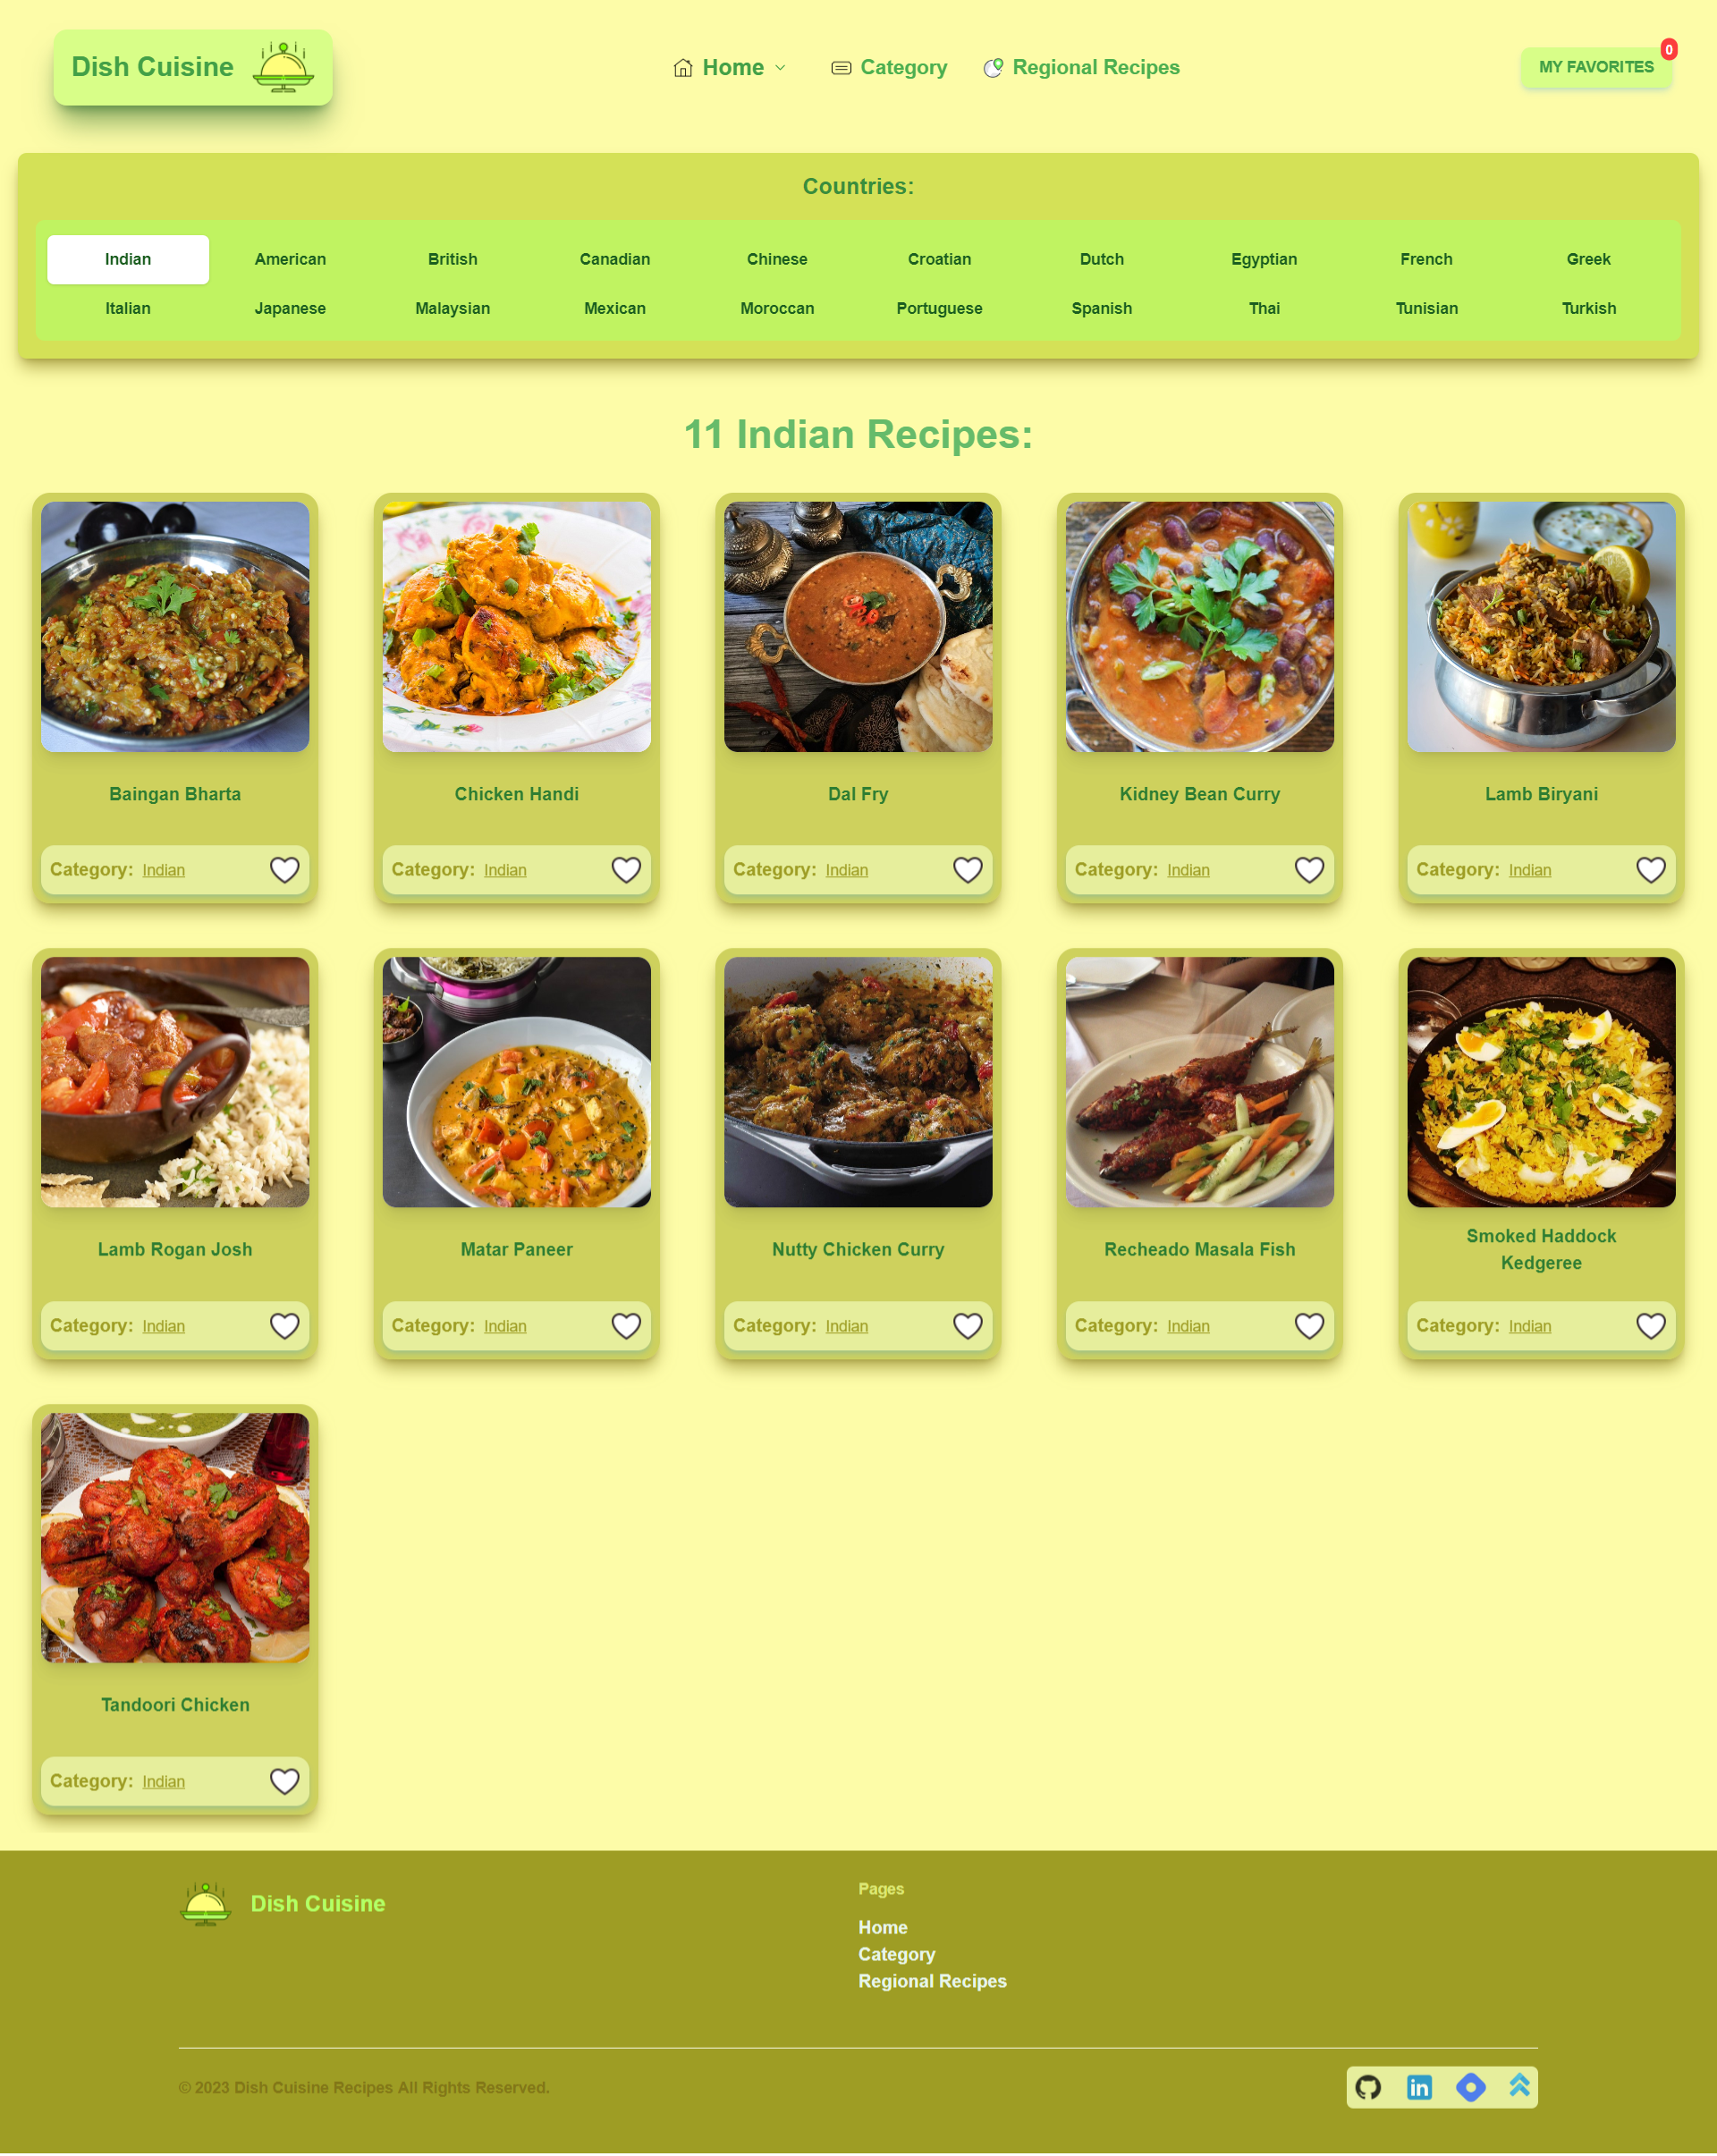 Dish Cuisine
Home
Category
Regional Recipes
MY FAVORITES
0
Countries:
Indian American British Canadian Chinese Croatian Dutch Egyptian French Greek
Italian Japanese Malaysian Mexican Moroccan Portuguese Spanish Thai Tunisian Turkish
11 Indian Recipes:
Baingan Bharta
Category: Indian
Chicken Handi
Category: Indian
Dal Fry
Category: Indian
Kidney Bean Curry
Category: Indian
Lamb Biryani
Category: Indian
Lamb Rogan Josh
Category: Indian
Matar Paneer
Category: Indian
Nutty Chicken Curry
Category: Indian
Recheado Masala Fish
Category: Indian
Smoked Haddock
Kedgeree
Category: Indian
Tandoori Chicken
Category: Indian
Dish Cuisine
Pages
Home
Category
Regional Recipes
© 2023 Dish Cuisine Recipes All Rights Reserved.
in